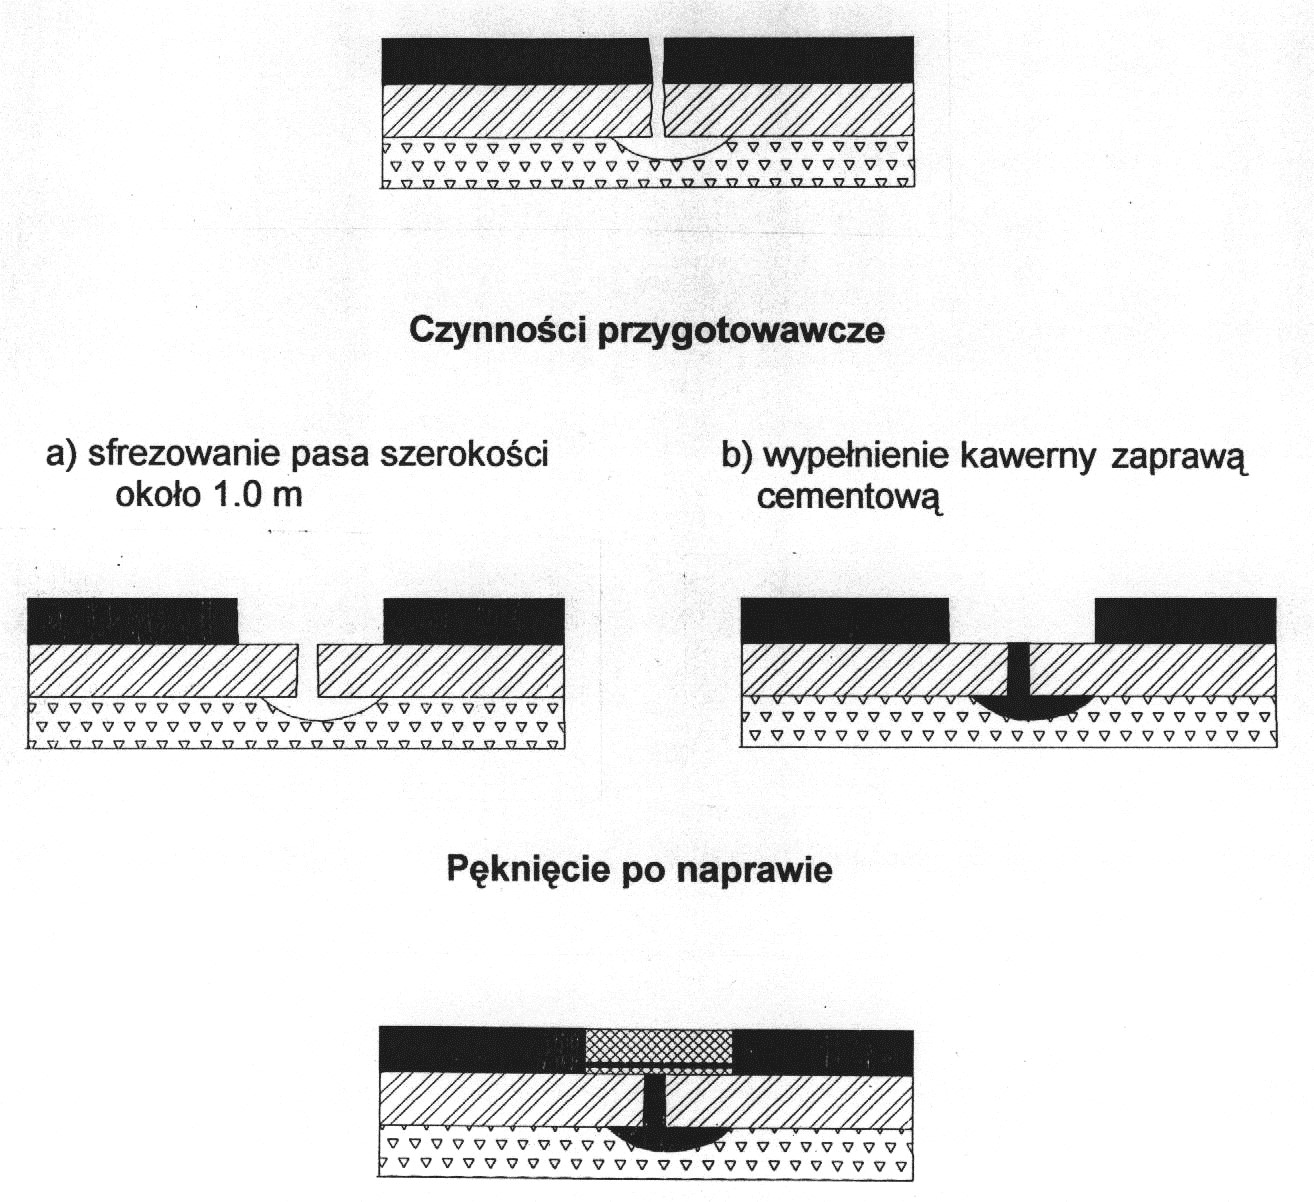 Czynności przygotowawcze
a) sfrezowanie pasa szerokości
około 1.0 m
b) wypełnienie kawerny zaprawą
cementową
Pęknięcie po naprawie